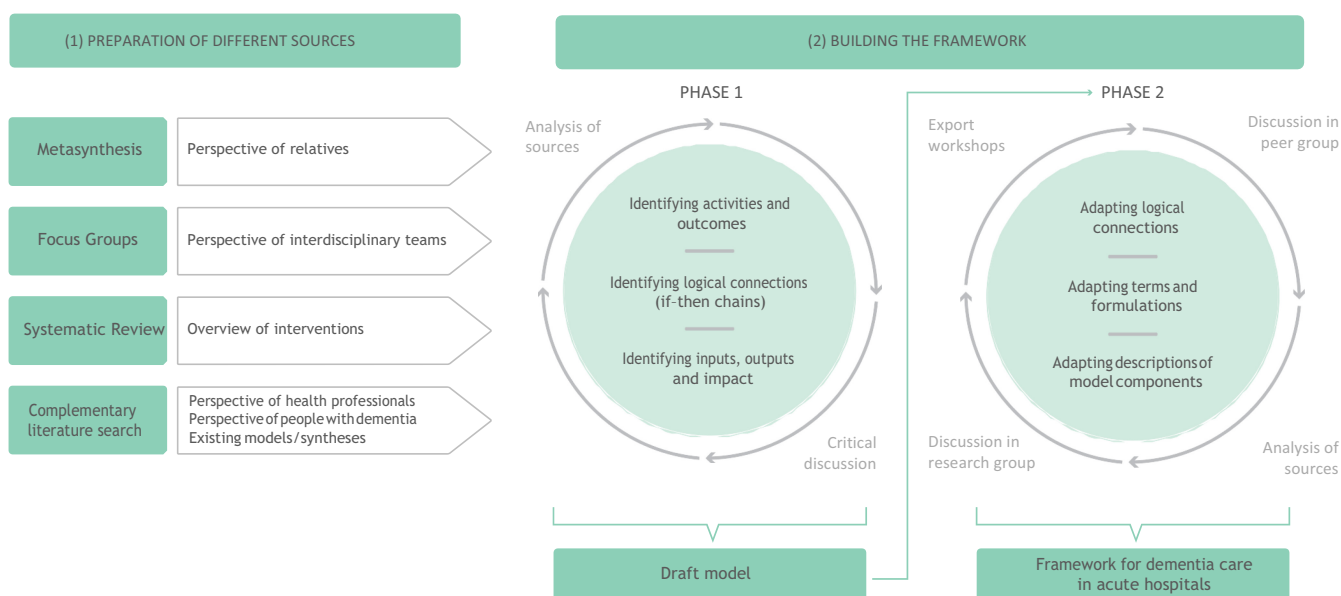 (1) PREPARATION OF DIFFERENT SOURCES
Metasynthesis
Perspective of relatives
Focus Groups
Perspective of interdisciplinary teams
Systematic Review
Overview of interventions
Complementary
literature search
Perspective of health professionals
Perspective of people with dementia
Existing models/syntheses
(2) BUILDING THE FRAMEWORK
PHASE 1
Analysis of
sources
Identifying activities and
outcomes
Identifying logical connections
(if-then chains)
Identifying inputs, outputs
and impact
Critical
discussion
Draft model
PHASE 2
Export
workshops
Discussion in
peer group
Adapting logical
connections
Adapting terms and
formulations
Adapting descriptions of
model components
Discussion in
research group
Analysis of
sources
Framework for dementia care
in acute hospitals